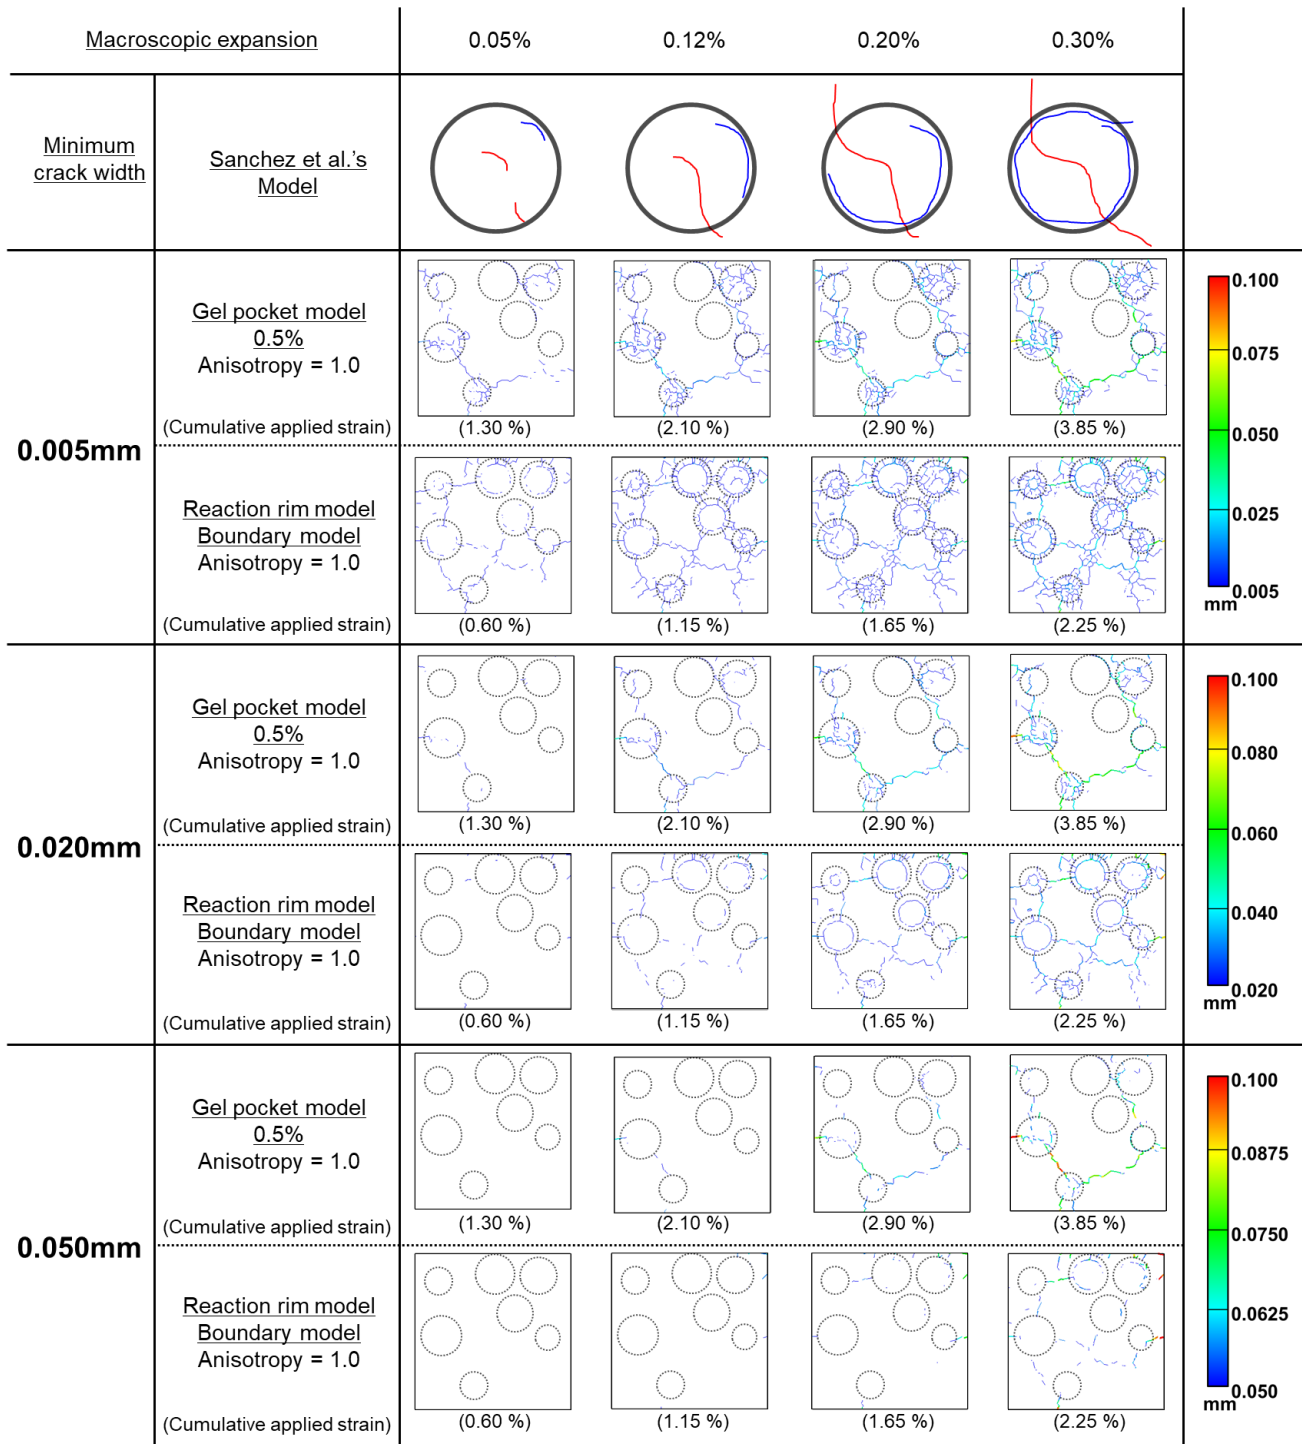 Macroscopic expansion
0.05%
0.12%
0.20%
0.30%
Minimum
crack width
Sanchez et al.'s
Model
0.005mm
Gel pocket model
0.5%
Anisotropy = 1.0
(Cumulative applied strain)
(1.30 %)
(2.10 %)
(2.90 %)
(3.85 %)
Reaction rim model
Boundary model
Anisotropy = 1.0
(Cumulative applied strain)
(0.60 %)
(1.15 %)
(1.65 %)
(2.25 %)
0.100
0.075
0.050
0.025
0.005
mm
0.020mm
Gel pocket model
0.5%
Anisotropy = 1.0
(Cumulative applied strain)
(1.30 %)
(2.10 %)
(2.90 %)
(3.85 %)
Reaction rim model
Boundary model
Anisotropy = 1.0
(Cumulative applied strain)
(0.60 %)
(1.15 %)
(1.65 %)
(2.25 %)
0.100
0.080
0.060
0.040
0.020
mm
0.050mm
Gel pocket model
0.5%
Anisotropy = 1.0
(Cumulative applied strain)
(1.30 %)
(2.10 %)
(2.90 %)
(3.85 %)
Reaction rim model
Boundary model
Anisotropy = 1.0
(Cumulative applied strain)
(0.60 %)
(1.15 %)
(1.65 %)
(2.25 %)
0.100
0.0875
0.0750
0.0625
0.050
mm